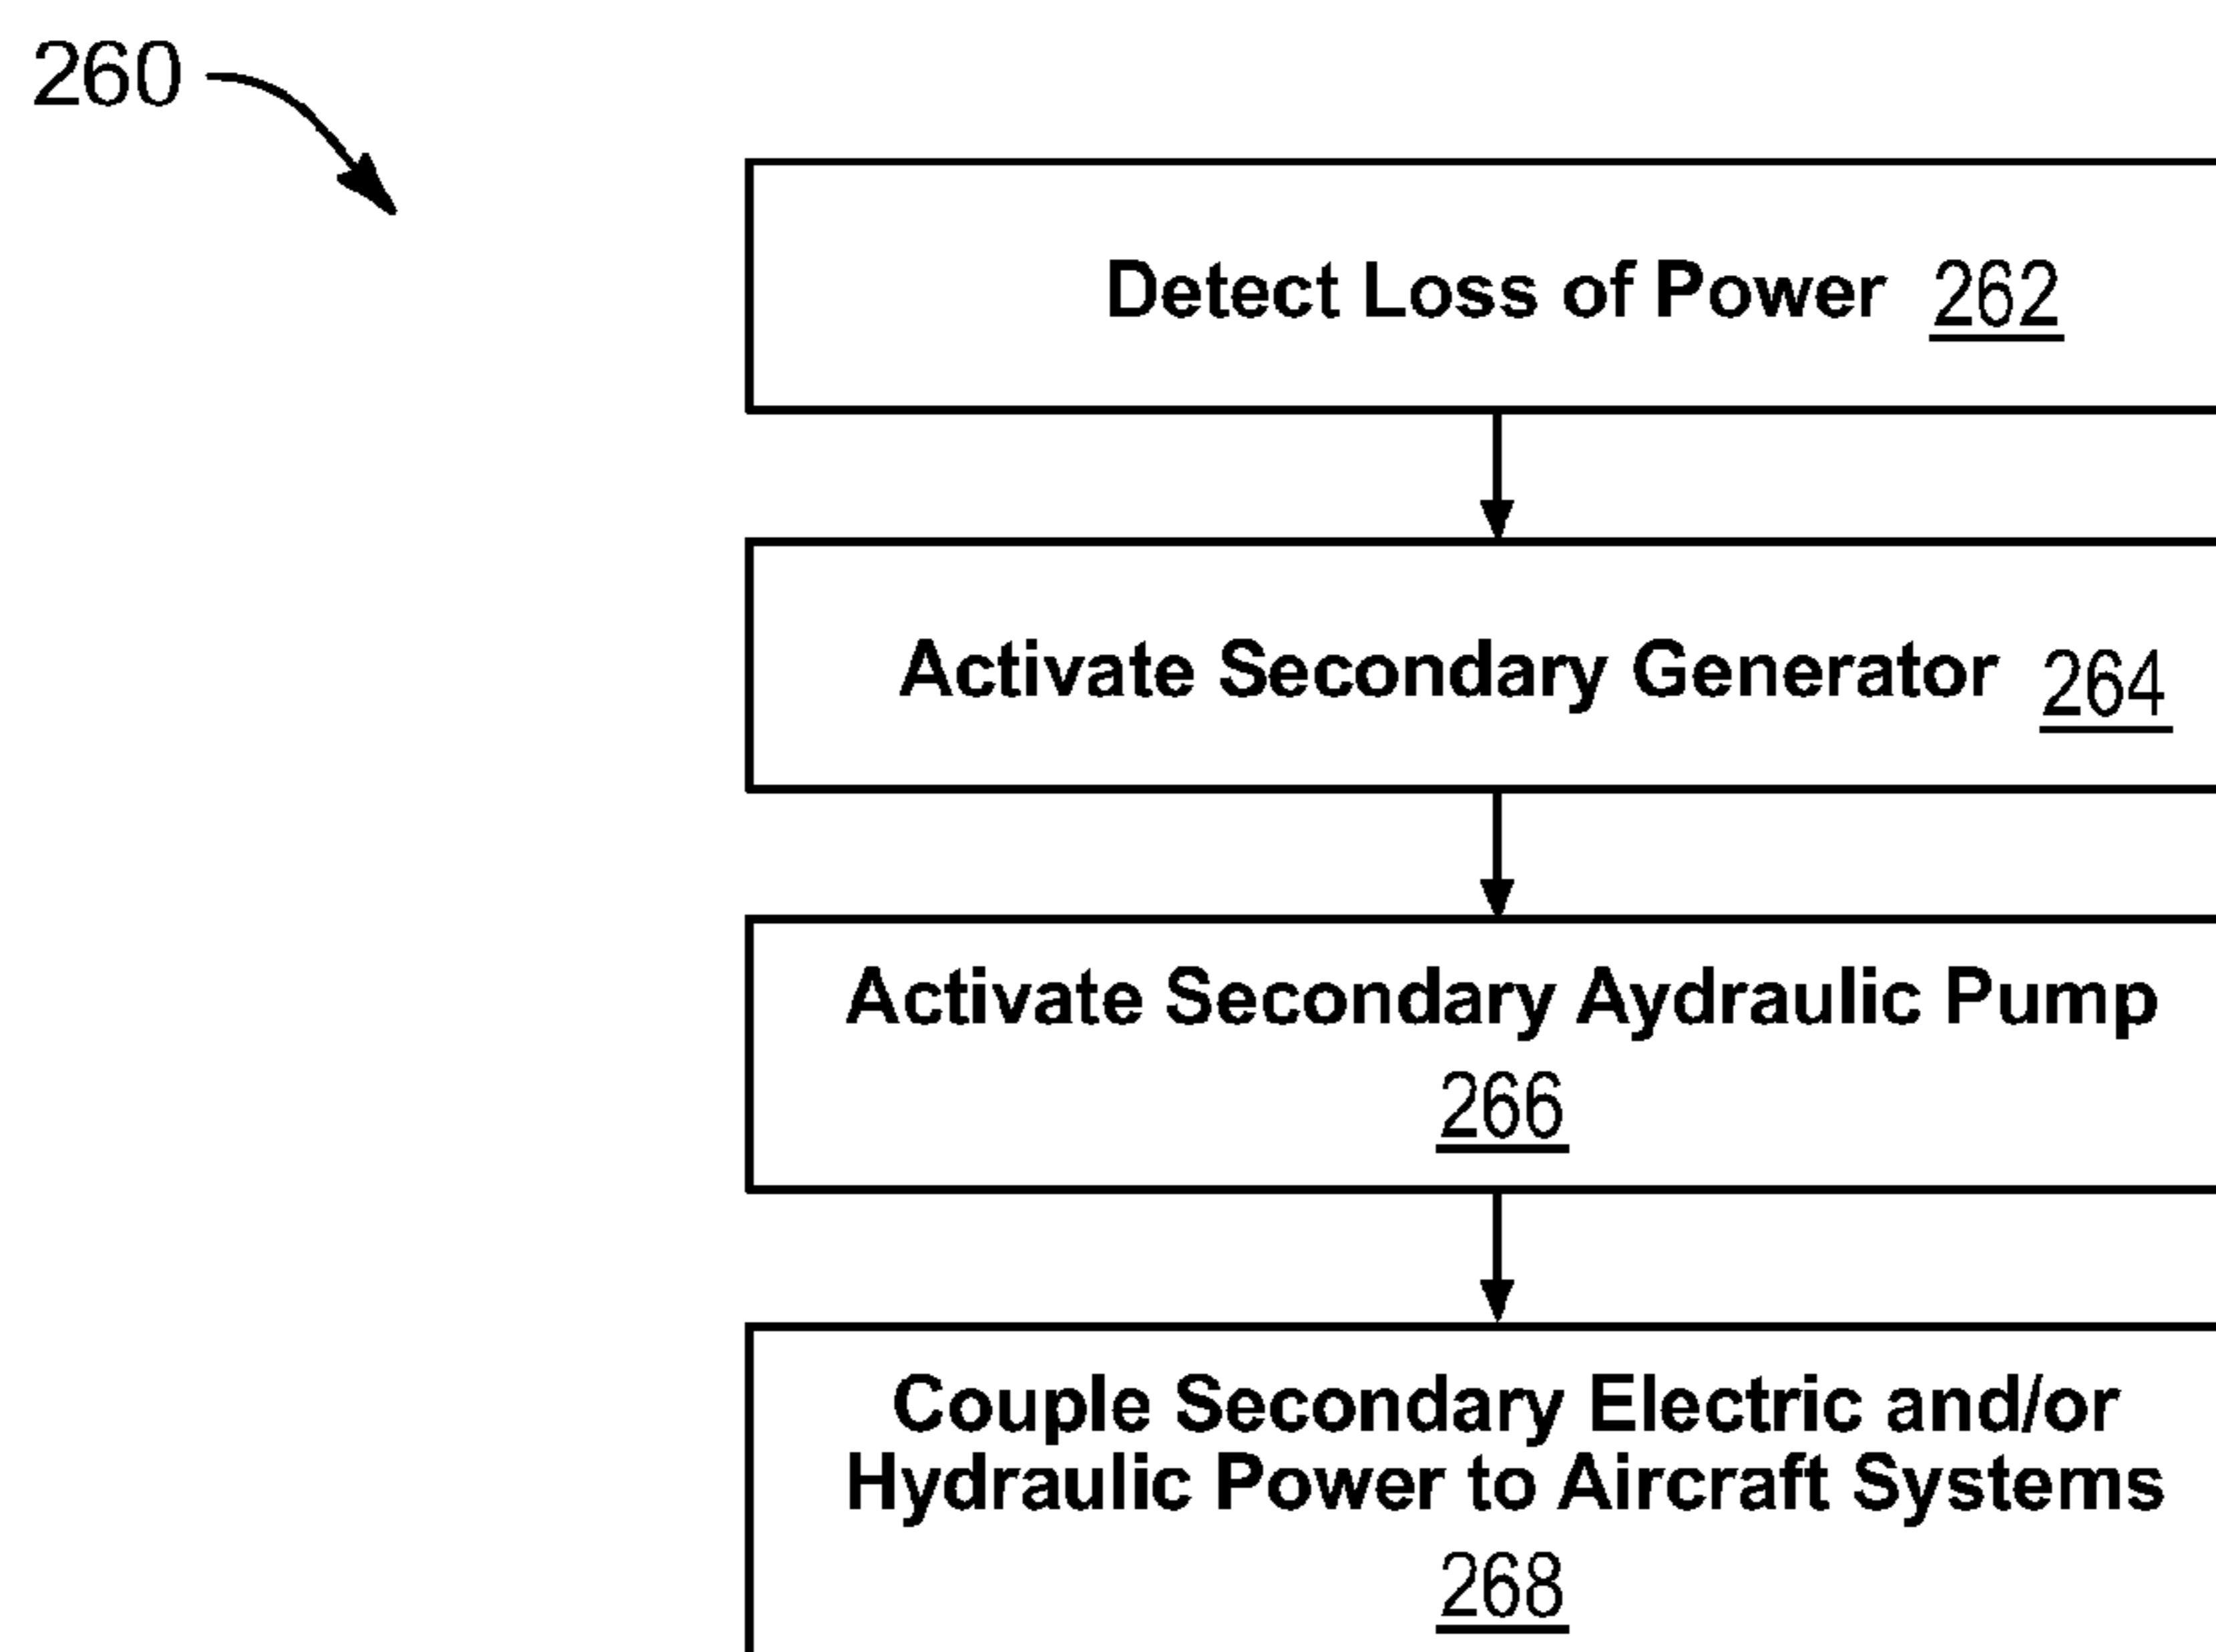 260
Detect Loss of Power 262
Activate Secondary Generator 264
Activate Secondary Aydraulic Pump
266
Couple Secondary Electric and/or
Hydraulic Power to Aircraft Systems
268